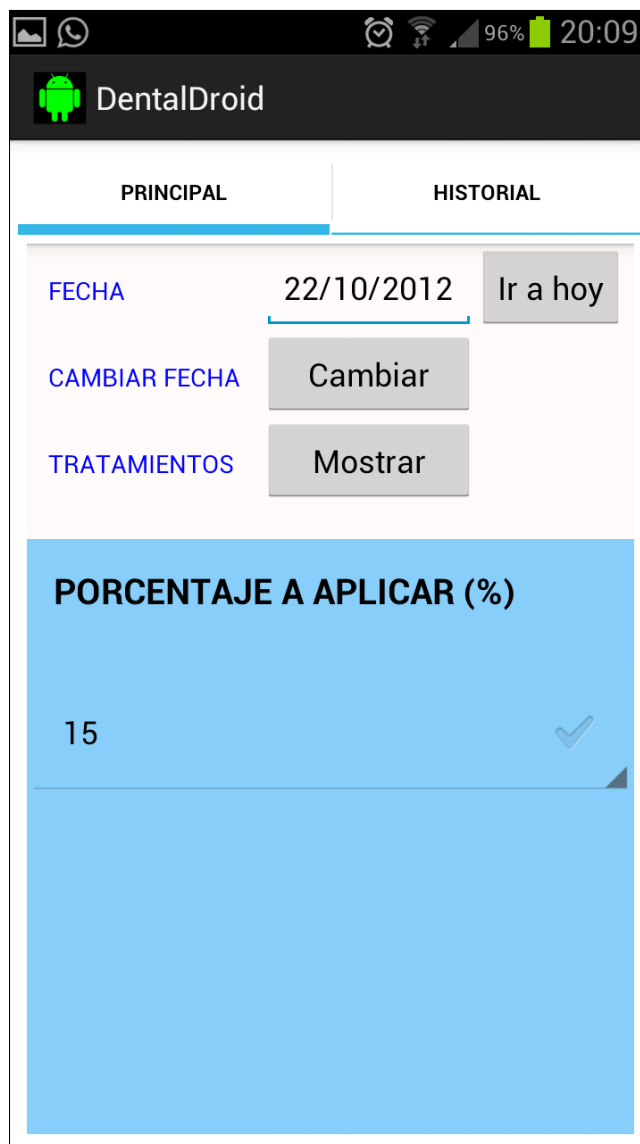 96% 20:09
DentalDroid
PRINCIPAL HISTORIAL
FECHA 22/10/2012 Ir a hoy
CAMBIAR FECHA Cambiar
TRATAMIENTOS Mostrar
PORCENTAJE A APLICAR (%)
15